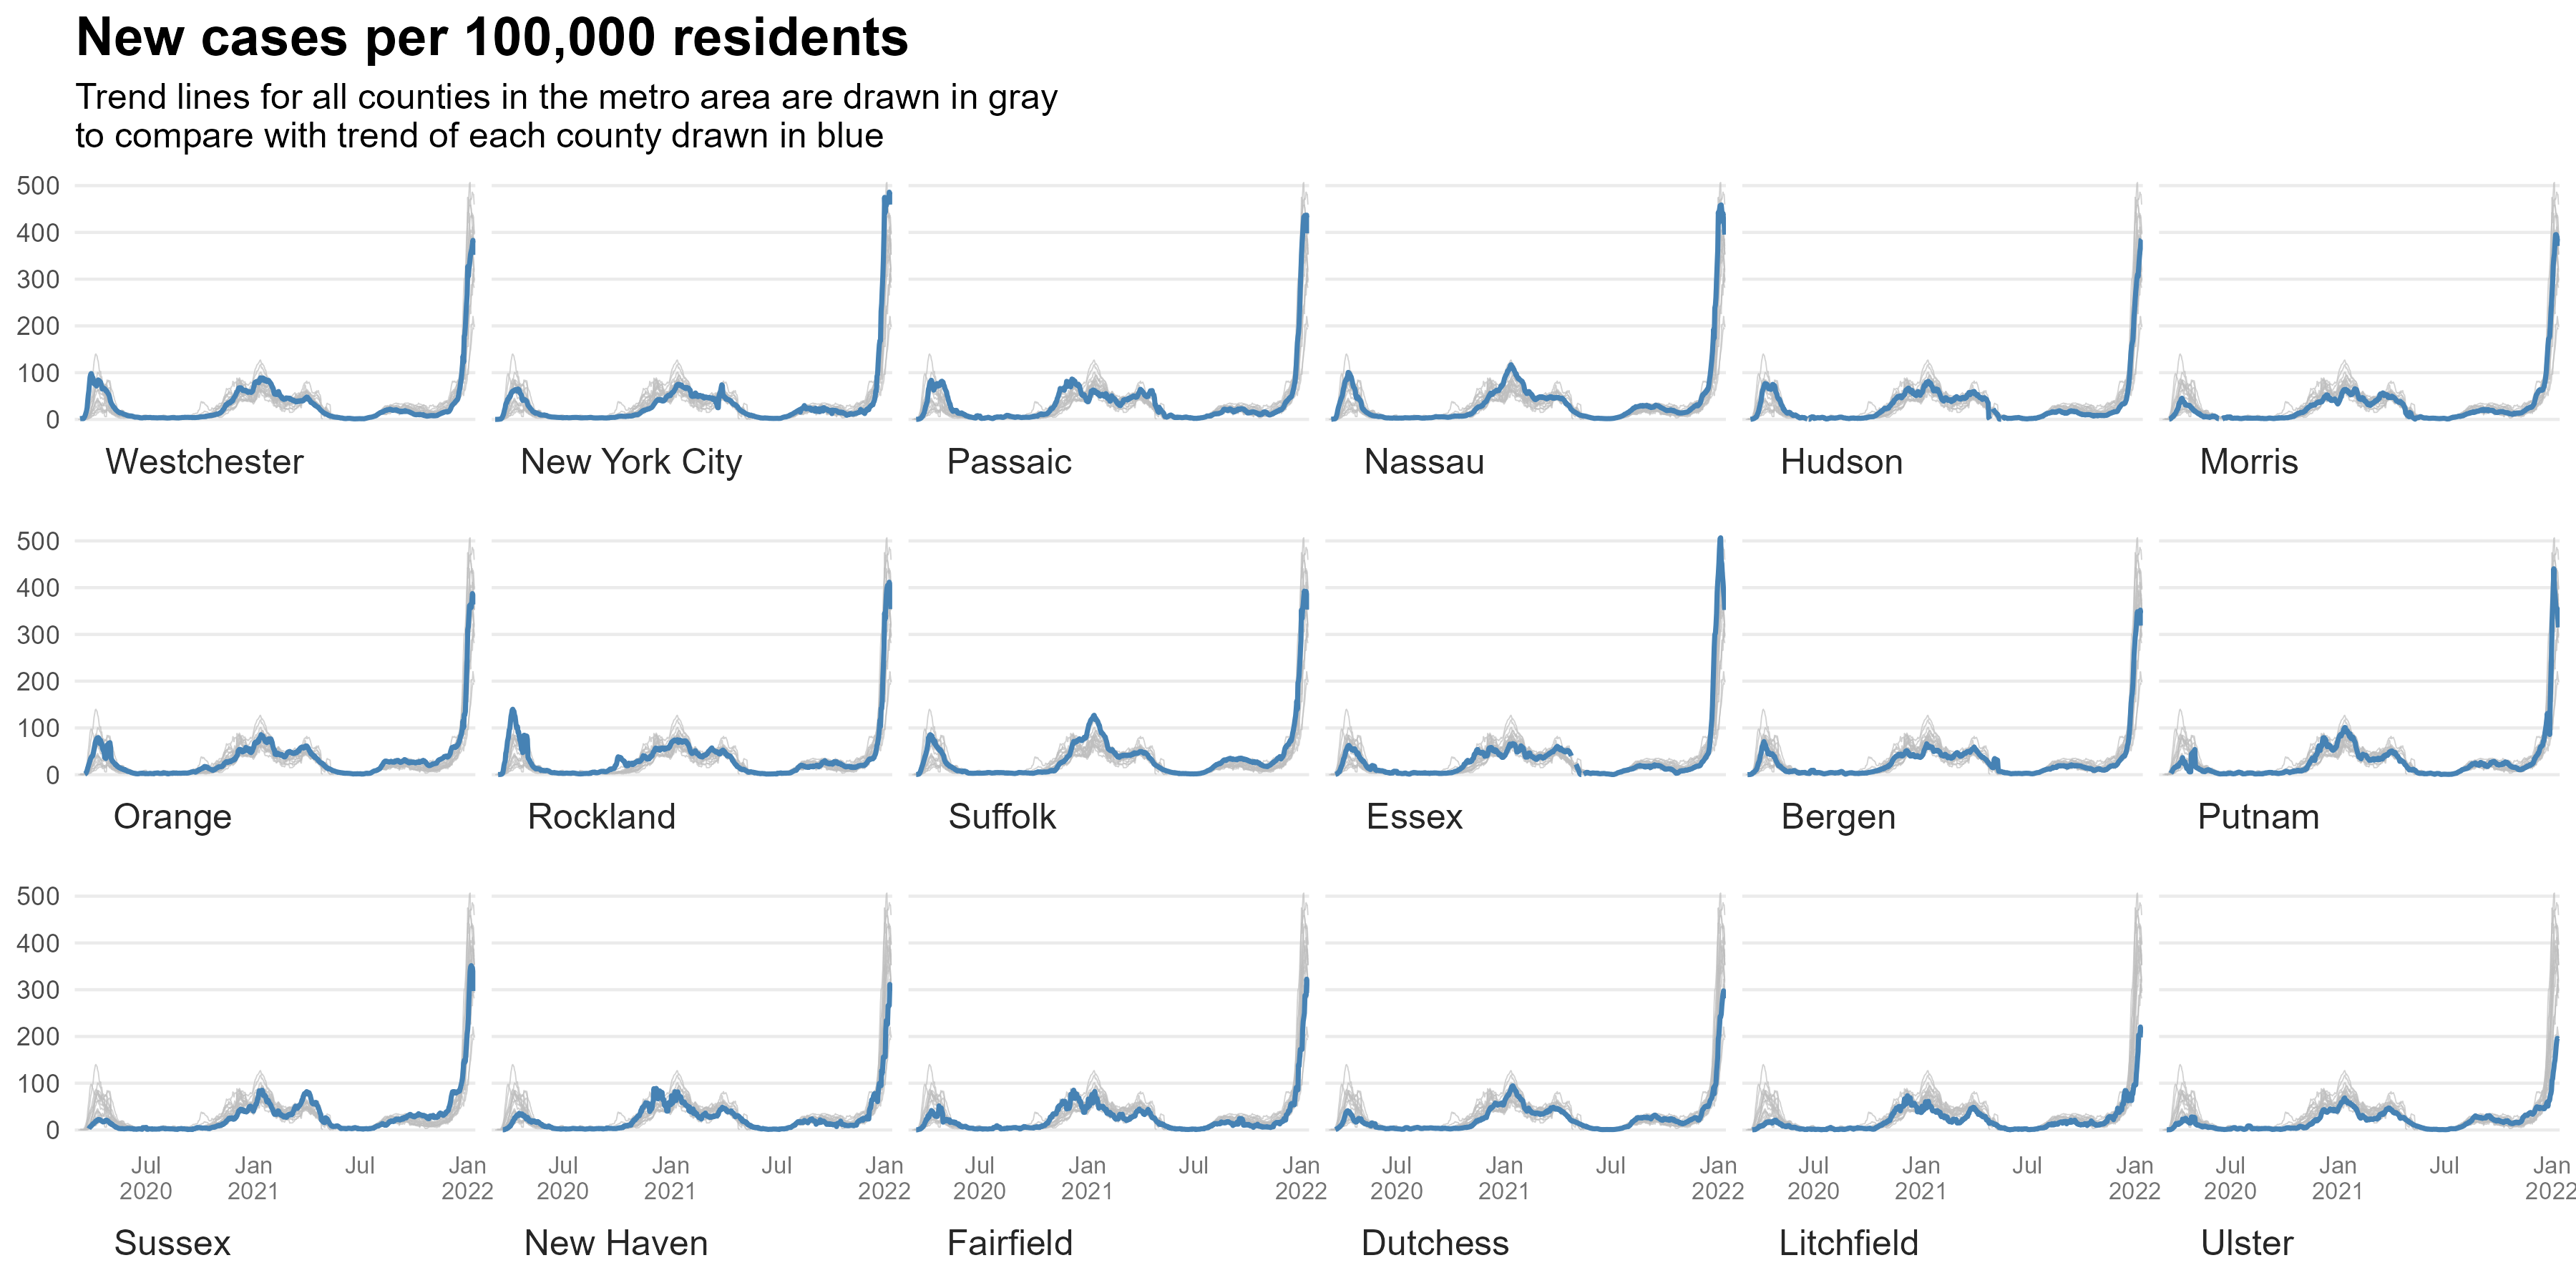 New cases per 100,000 residents
Trend lines for all counties in the metro area are drawn in gray
to compare with trend of each county drawn in blue
500
400
300
200
100
0
Westchester New York City Passaic Nassau Hudson Morris
500
400
300
200
100
0
Orange Rockland Suffolk Essex Bergen Putnam
500
400
300
200
100
0
Jul Jan Jul Jan Jul Jan Jul Jan Jul Jan Jul Jan Jul Jan Jul Jan Jul Jan Jul Jan Jul Jan Jul Jan
2020 2021 2022 2020 2021 2022 2020 2021 2022 2020 2021 2022 2020 2021 2022 2020 2021 2022
Sussex New Haven Fairfield Dutchess Litchfield Ulster